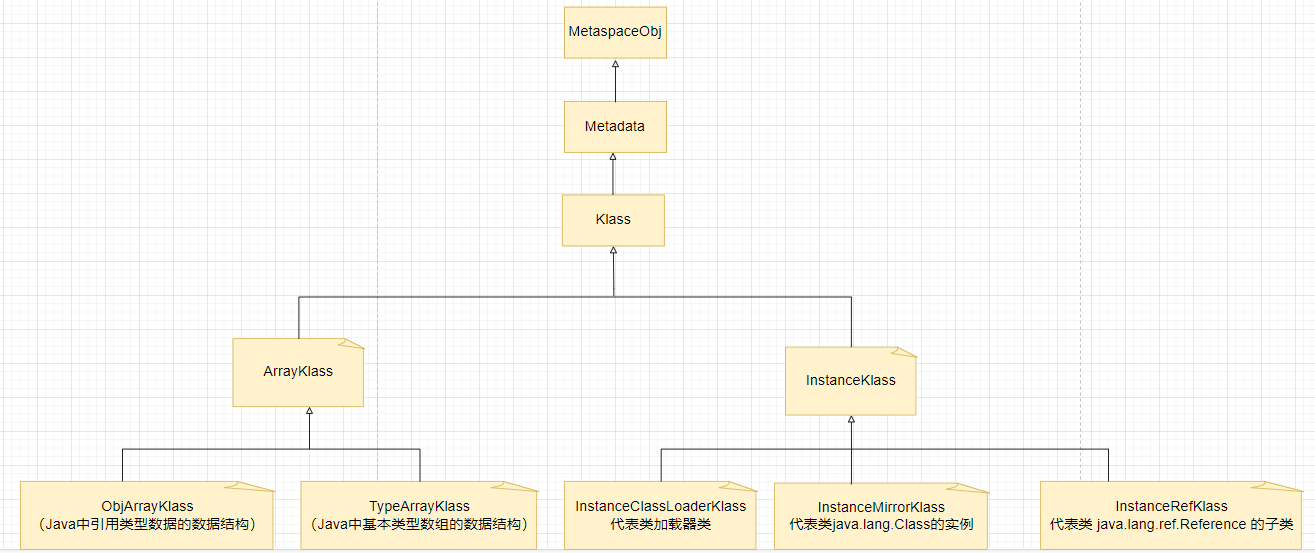 MetaspaceObj
Metadata
Klass
ArrayKlass
InstanceKlass
ObjArrayKlass
（Java中引用类型数据的数据结构）
TypeArrayKlass
（Java中基本类型数组的数据结构）
InstanceClassLoaderKlass
代表类加载器类
InstanceMirrorKlass
代表类java.lang.Class的实例
InstanceRefKlass
代表类 java.lang.ref.Reference 的子类